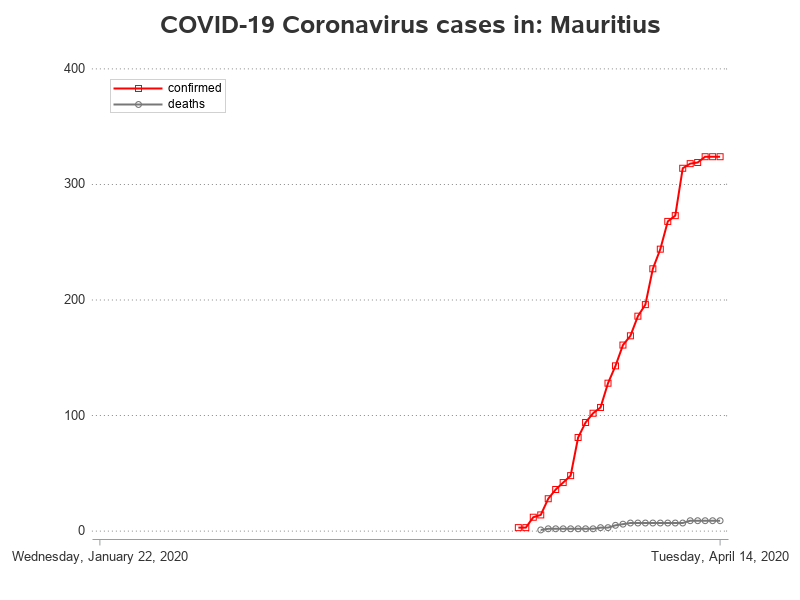 COVID-19 Coronavirus cases in: Mauritius
400
confirmed
deaths
300
200
100
0
Wednesday, January 22, 2020
Tuesday, April 14, 2020